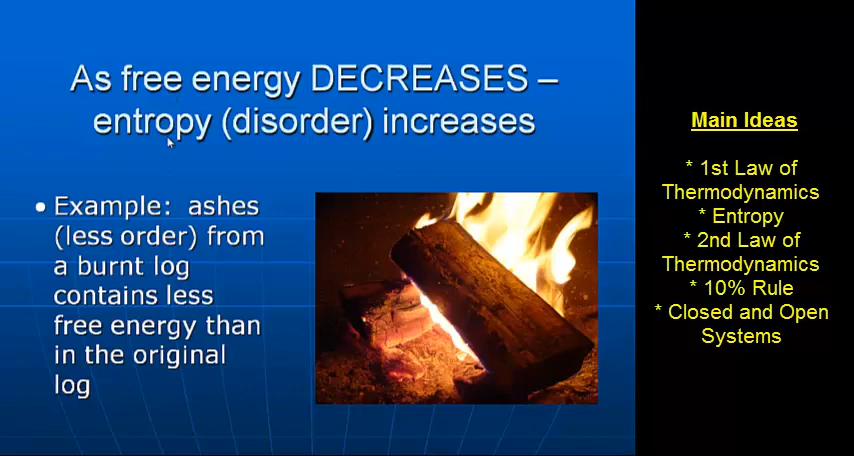 As free energy DECREASES –
entropy (disorder) increases
• Example: ashes
(less order) from
a burnt log
contains less
free energy than
in the original
log
Main Ideas
* 1st Law of
Thermodynamics
* Entropy
* 2nd Law of
Thermodynamics
* 10% Rule
* Closed and Open
Systems